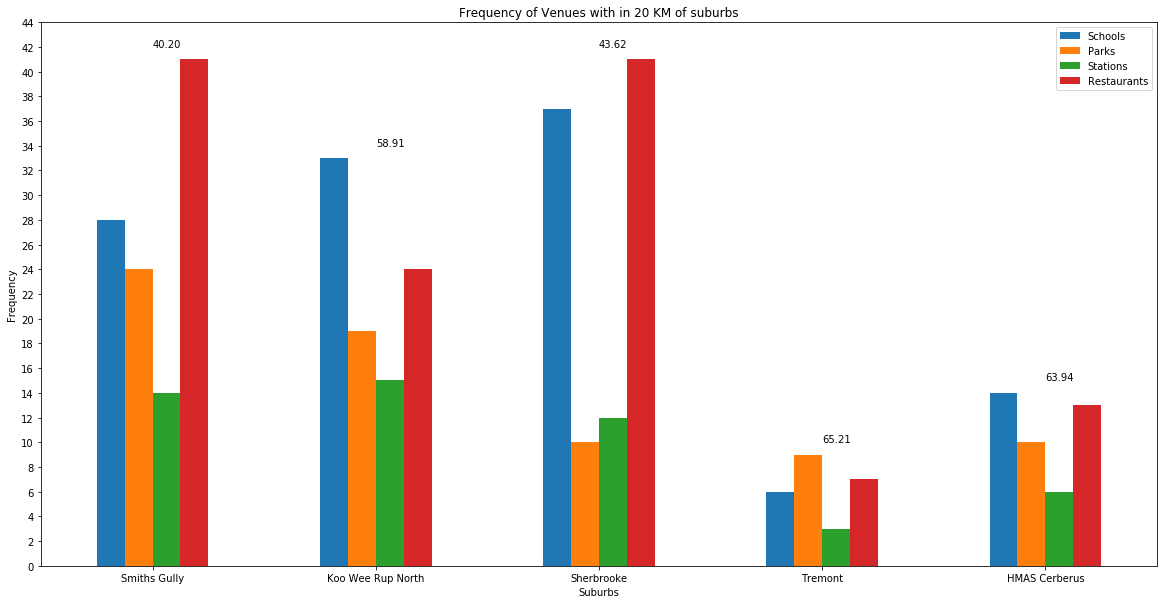 Frequency of Venues with in 20 KM of suburbs
Schools
Parks
Stations
Restaurants
Frequency
44
42
40
38
36
34
32
30
28
26
24
22
20
18
16
14
12
10
8
6
4
2
0
40.20
58.91
43.62
65.21
63.94
Smiths Gully
Koo Wee Rup North
Sherbrooke
Tremont
HMAS Cerberus
Suburbs